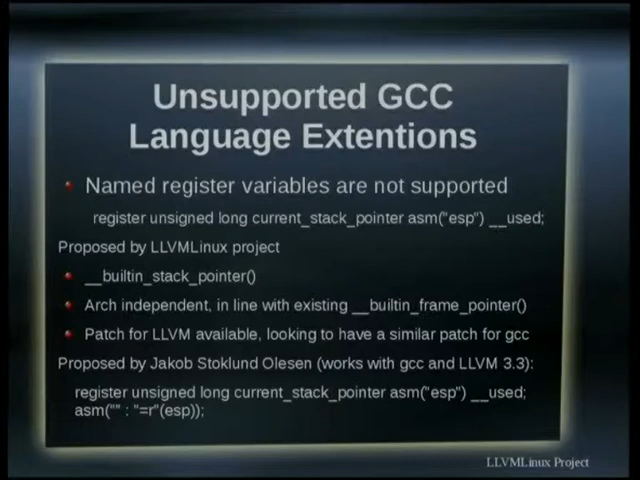 Unsupported GCC
Language Extentions
Named register variables are not supported
register unsigned long current_stack_pointer asm("esp") __used;
Proposed by LLVMLinux project
__builtin_stack_pointer()
Arch independent, in line with existing __builtin_frame_pointer()
Patch for LLVM available, looking to have a similar patch for gcc
Proposed by Jakob Stoklund Olesen (works with gcc and LLVM 3.3):
register unsigned long current_stack_pointer asm("esp") __used;
asm("" : "=r"(esp));
LLVMLinux Project